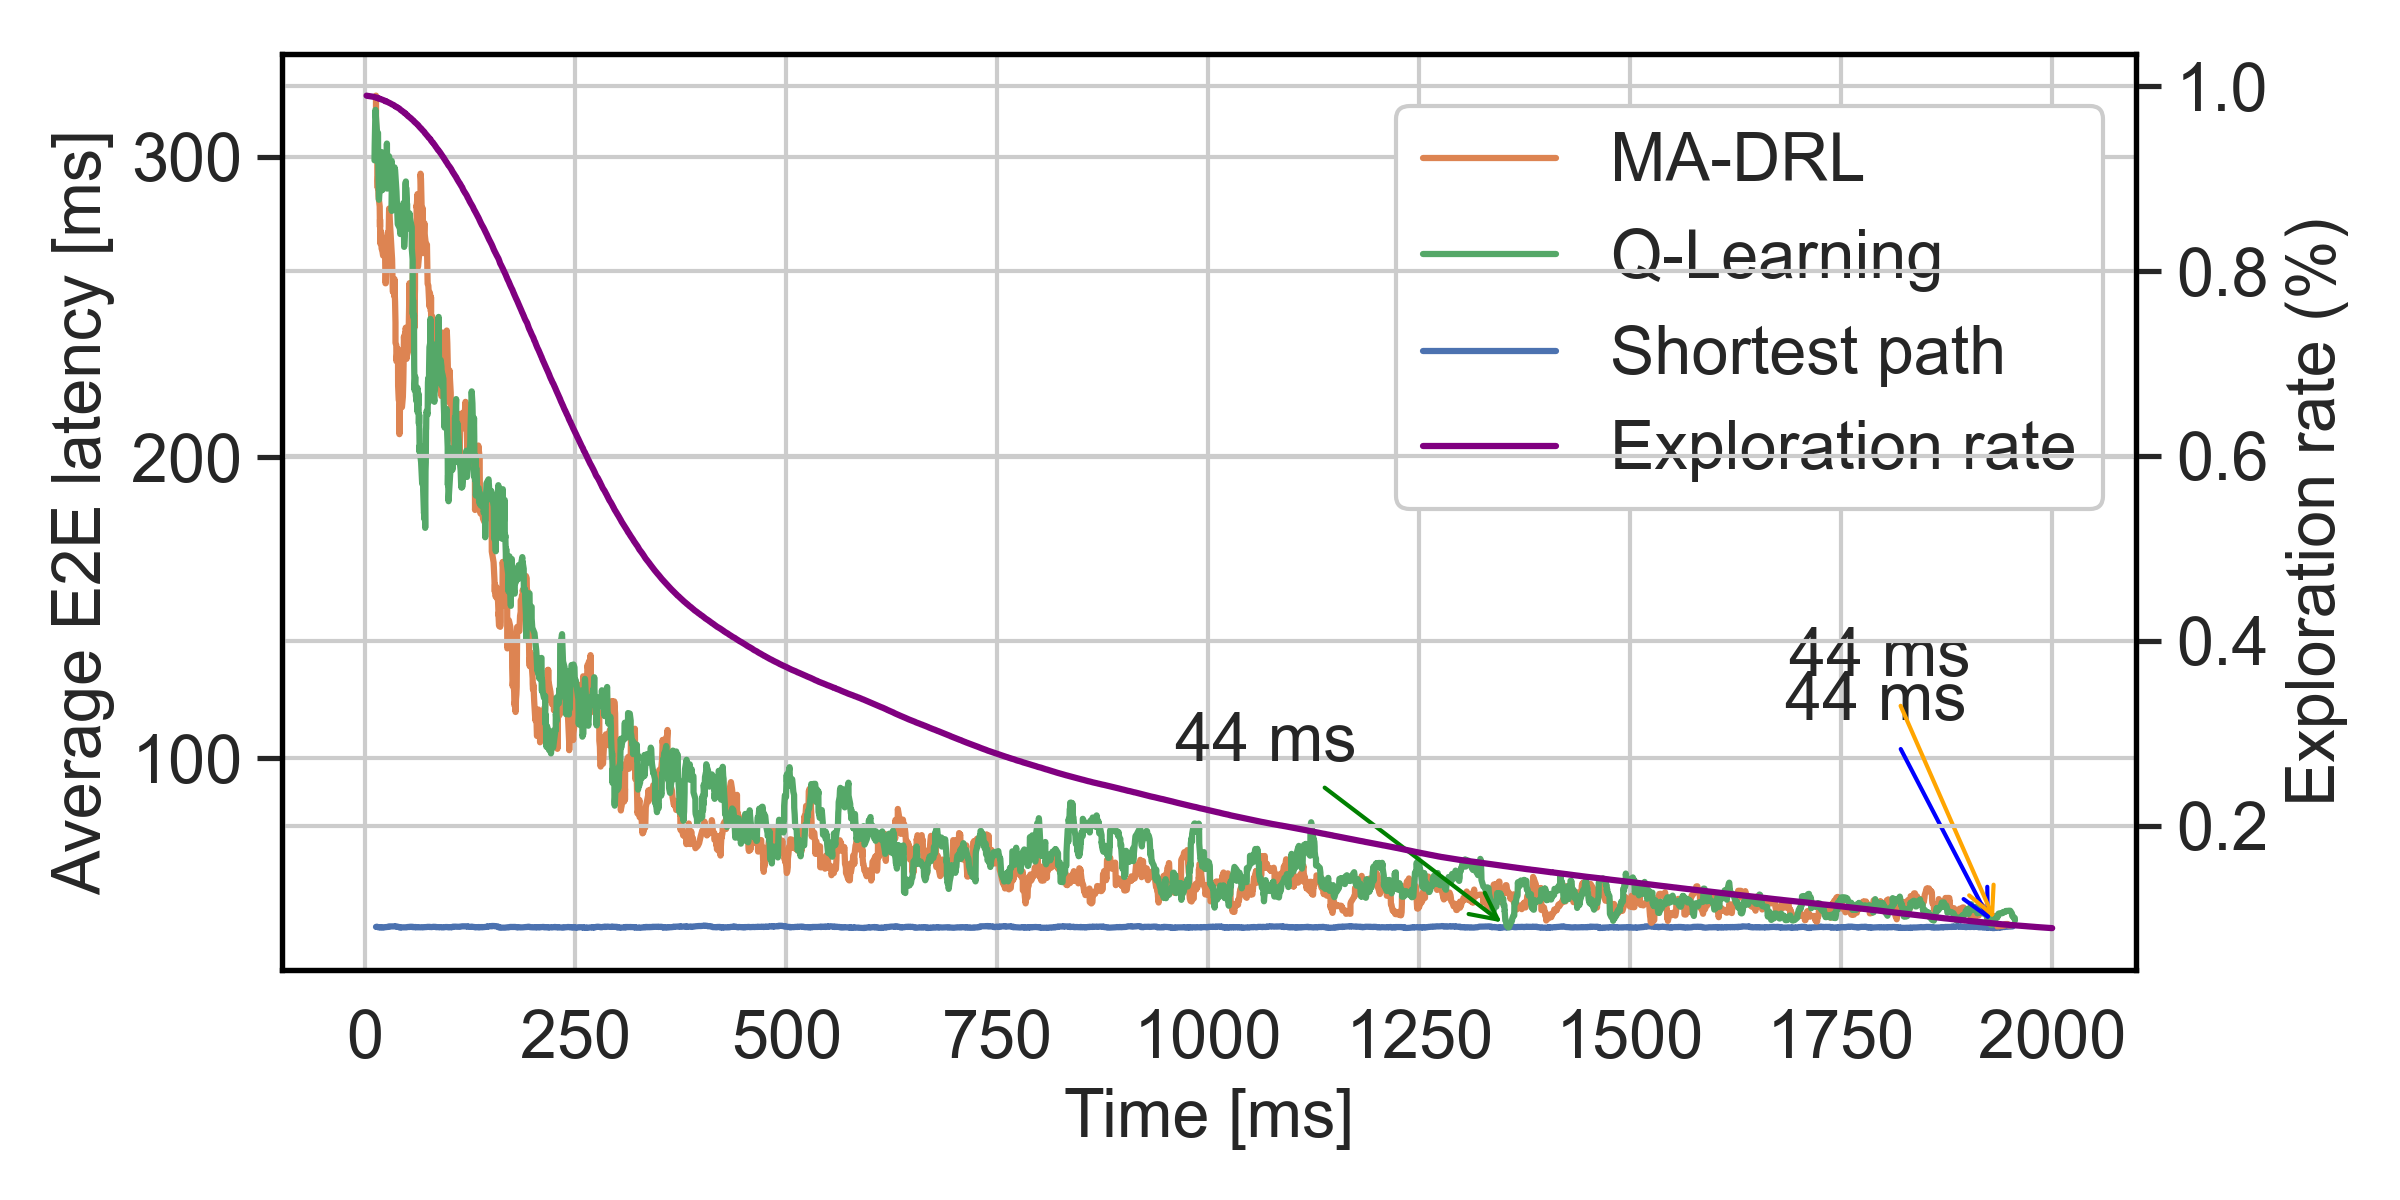 Average E2E latency [ms]
300
200
100
MA-DRL
Q-Learning
Shortest path
Exploration rate
44 ms
44 ms
44 ms
1.0
0.8
0.6
0.4
0.2
Exploration rate (%)
0 250 500 750 1000 1250 1500 1750 2000
Time [ms]